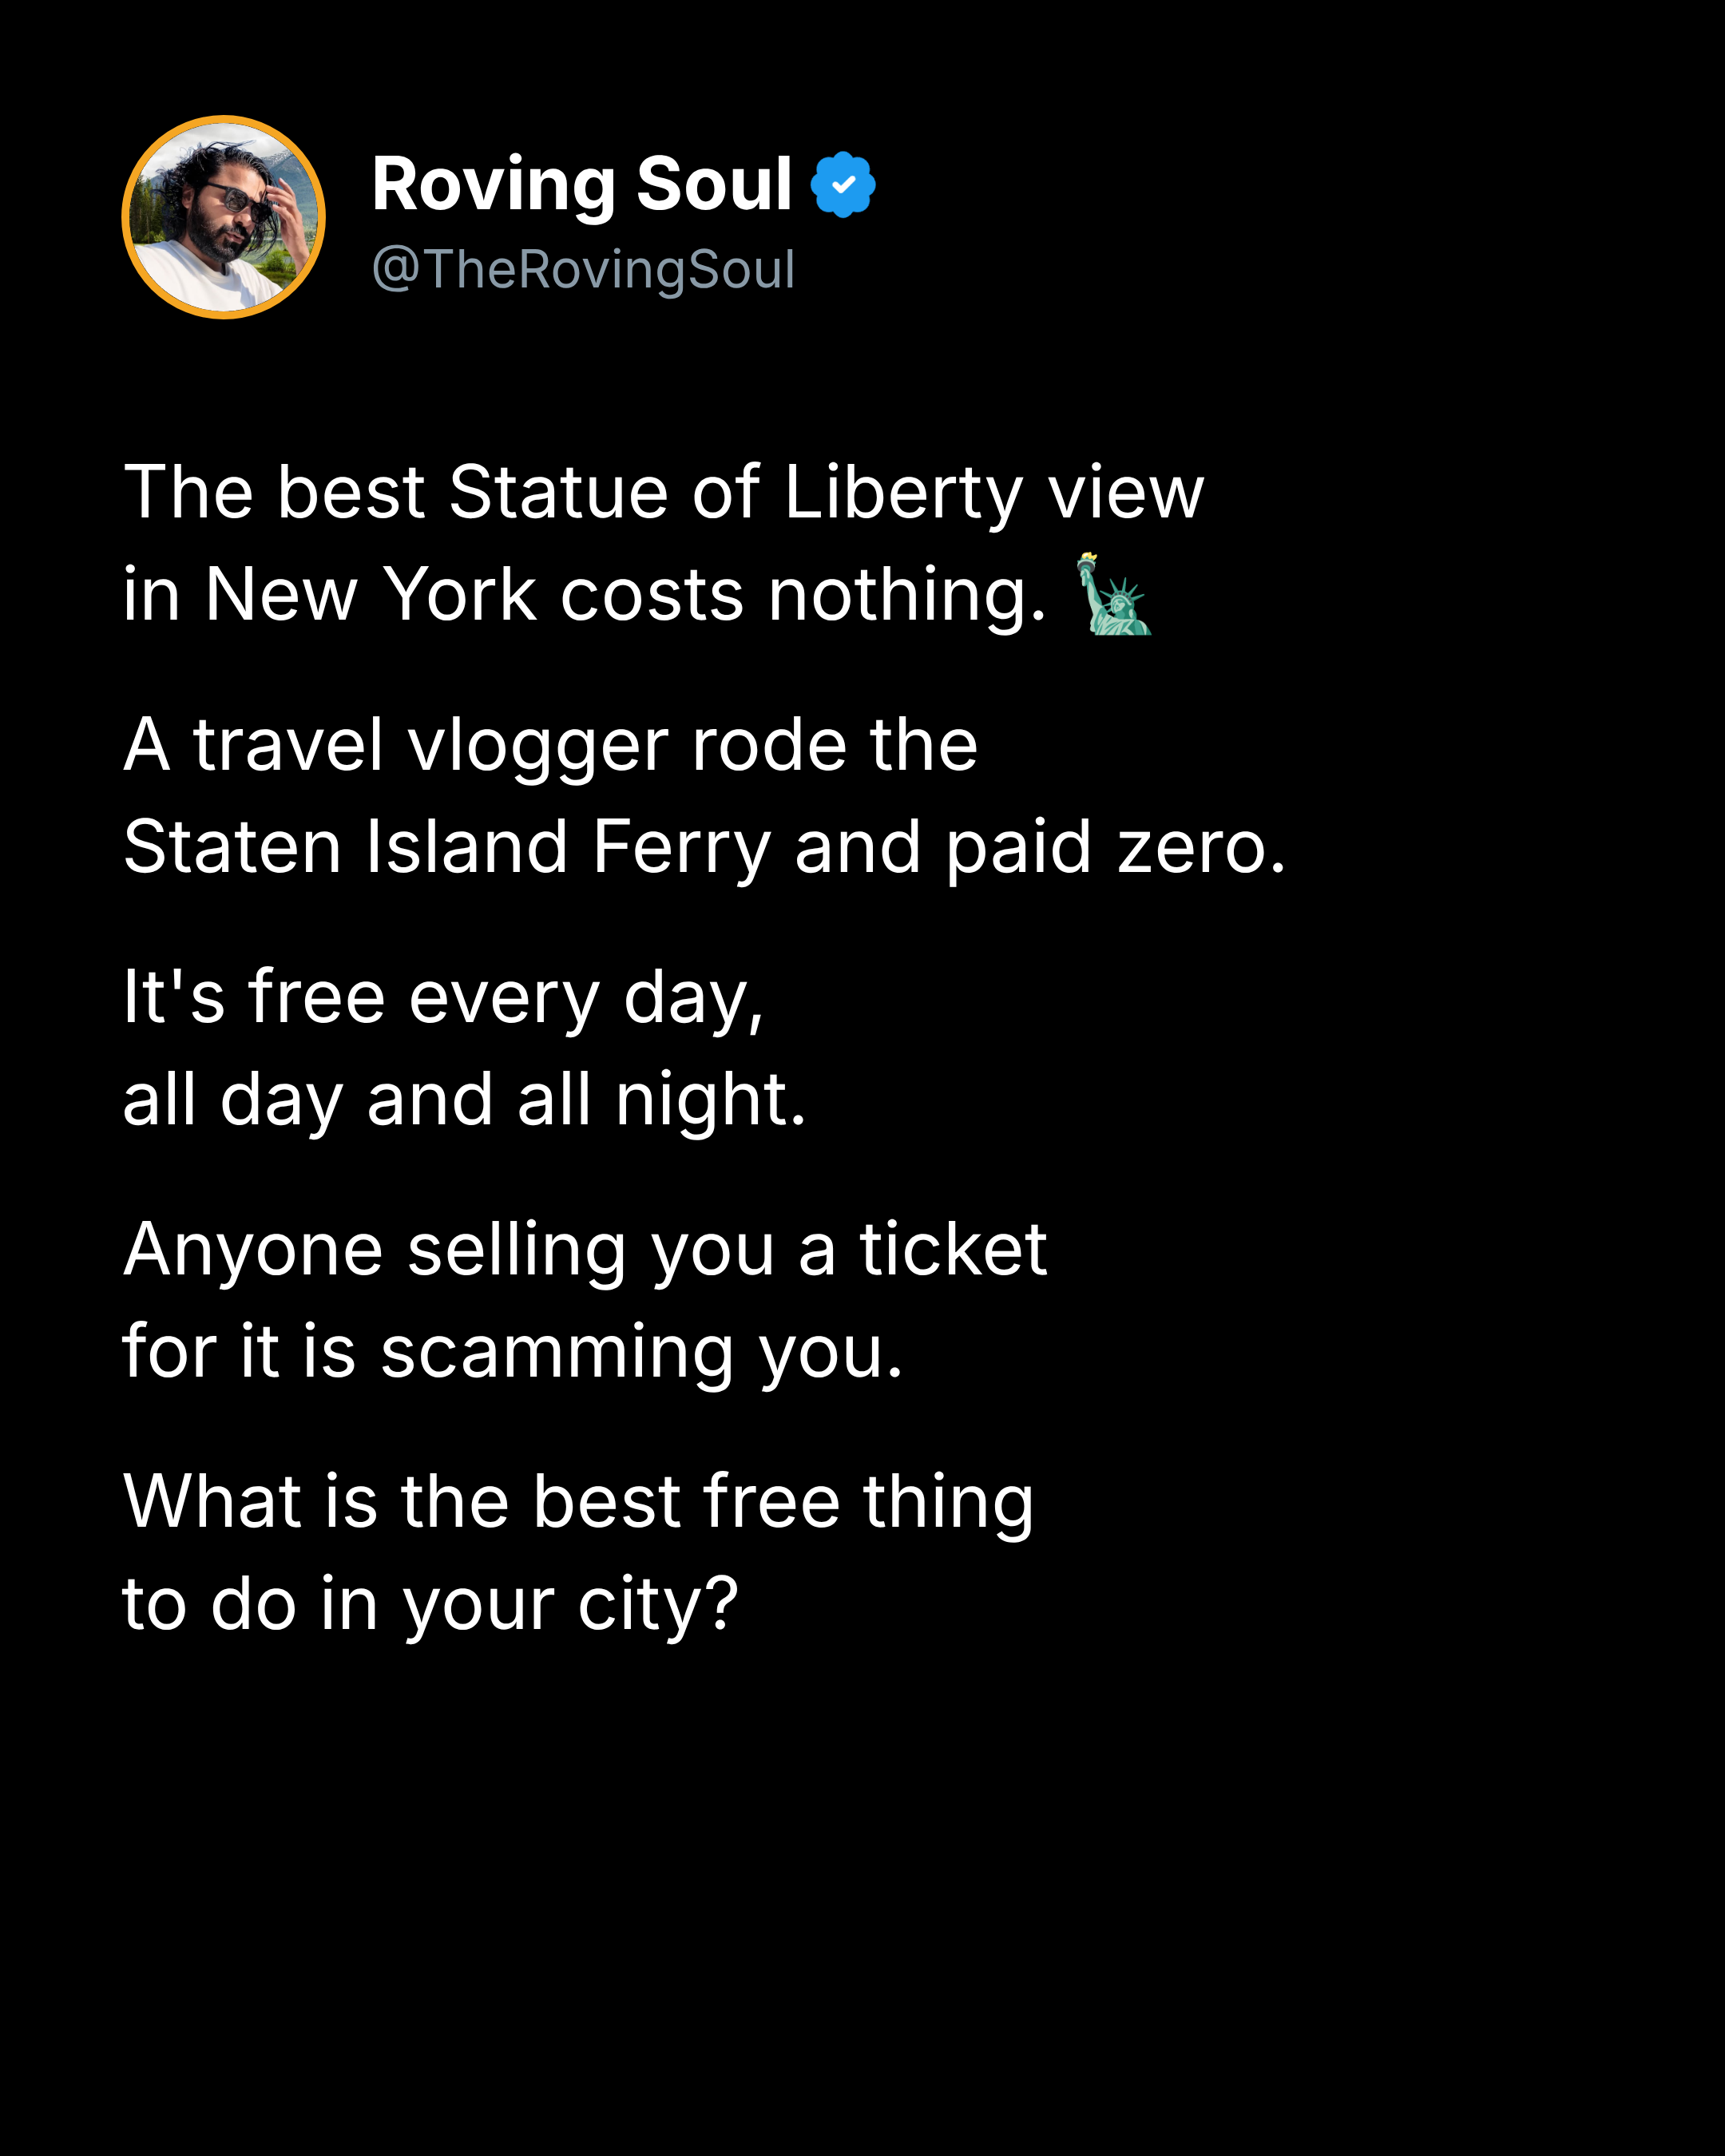 Roving Soul
@TheRovingSoul
The best Statue of Liberty view
in New York costs nothing. 🗽
A travel vlogger rode the
Staten Island Ferry and paid zero.
It's free every day,
all day and all night.
Anyone selling you a ticket
for it is scamming you.
What is the best free thing
to do in your city?